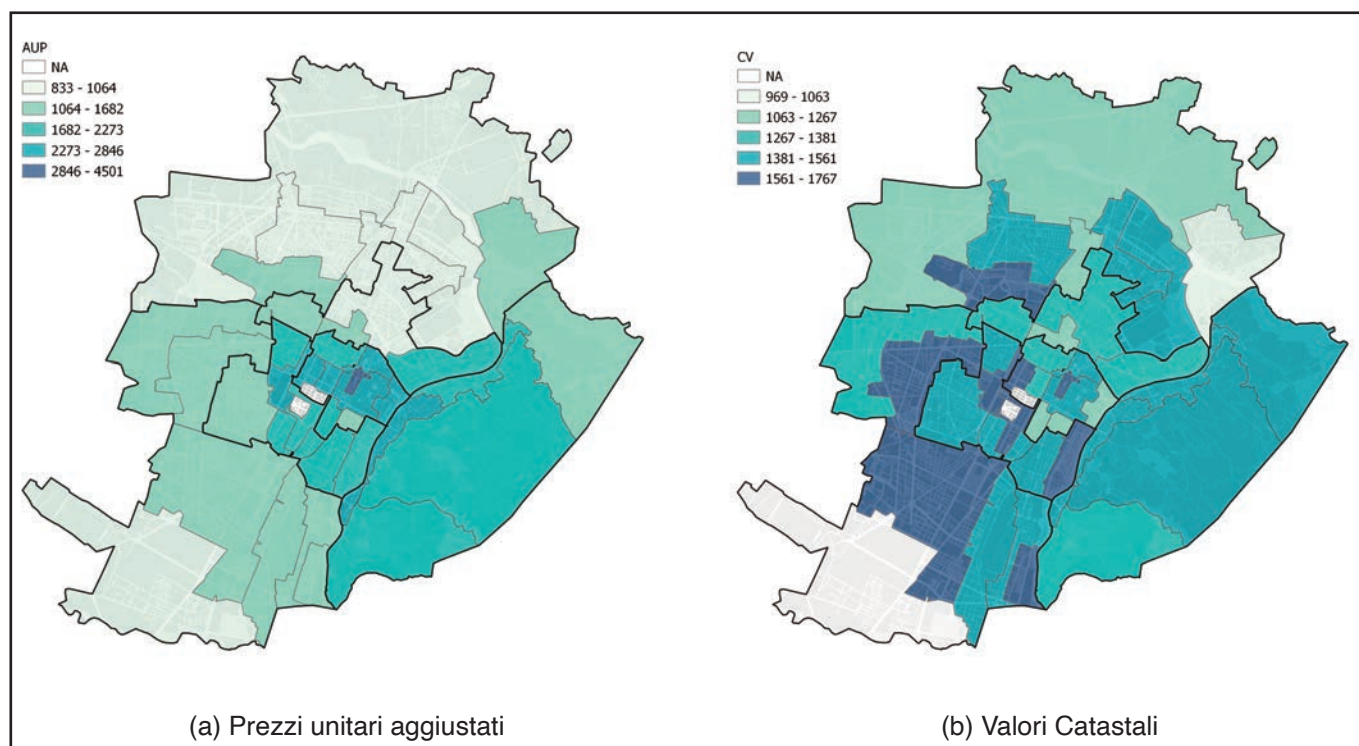 AUP
NA
833 - 1064
1064 - 1682
1682 - 2273
2273 - 2846
2846 - 4501
CV
NA
969 - 1063
1063 - 1267
1267 - 1381
1381 - 1561
1561 - 1767
(a) Prezzi unitari aggiustati
(b) Valori Catastali